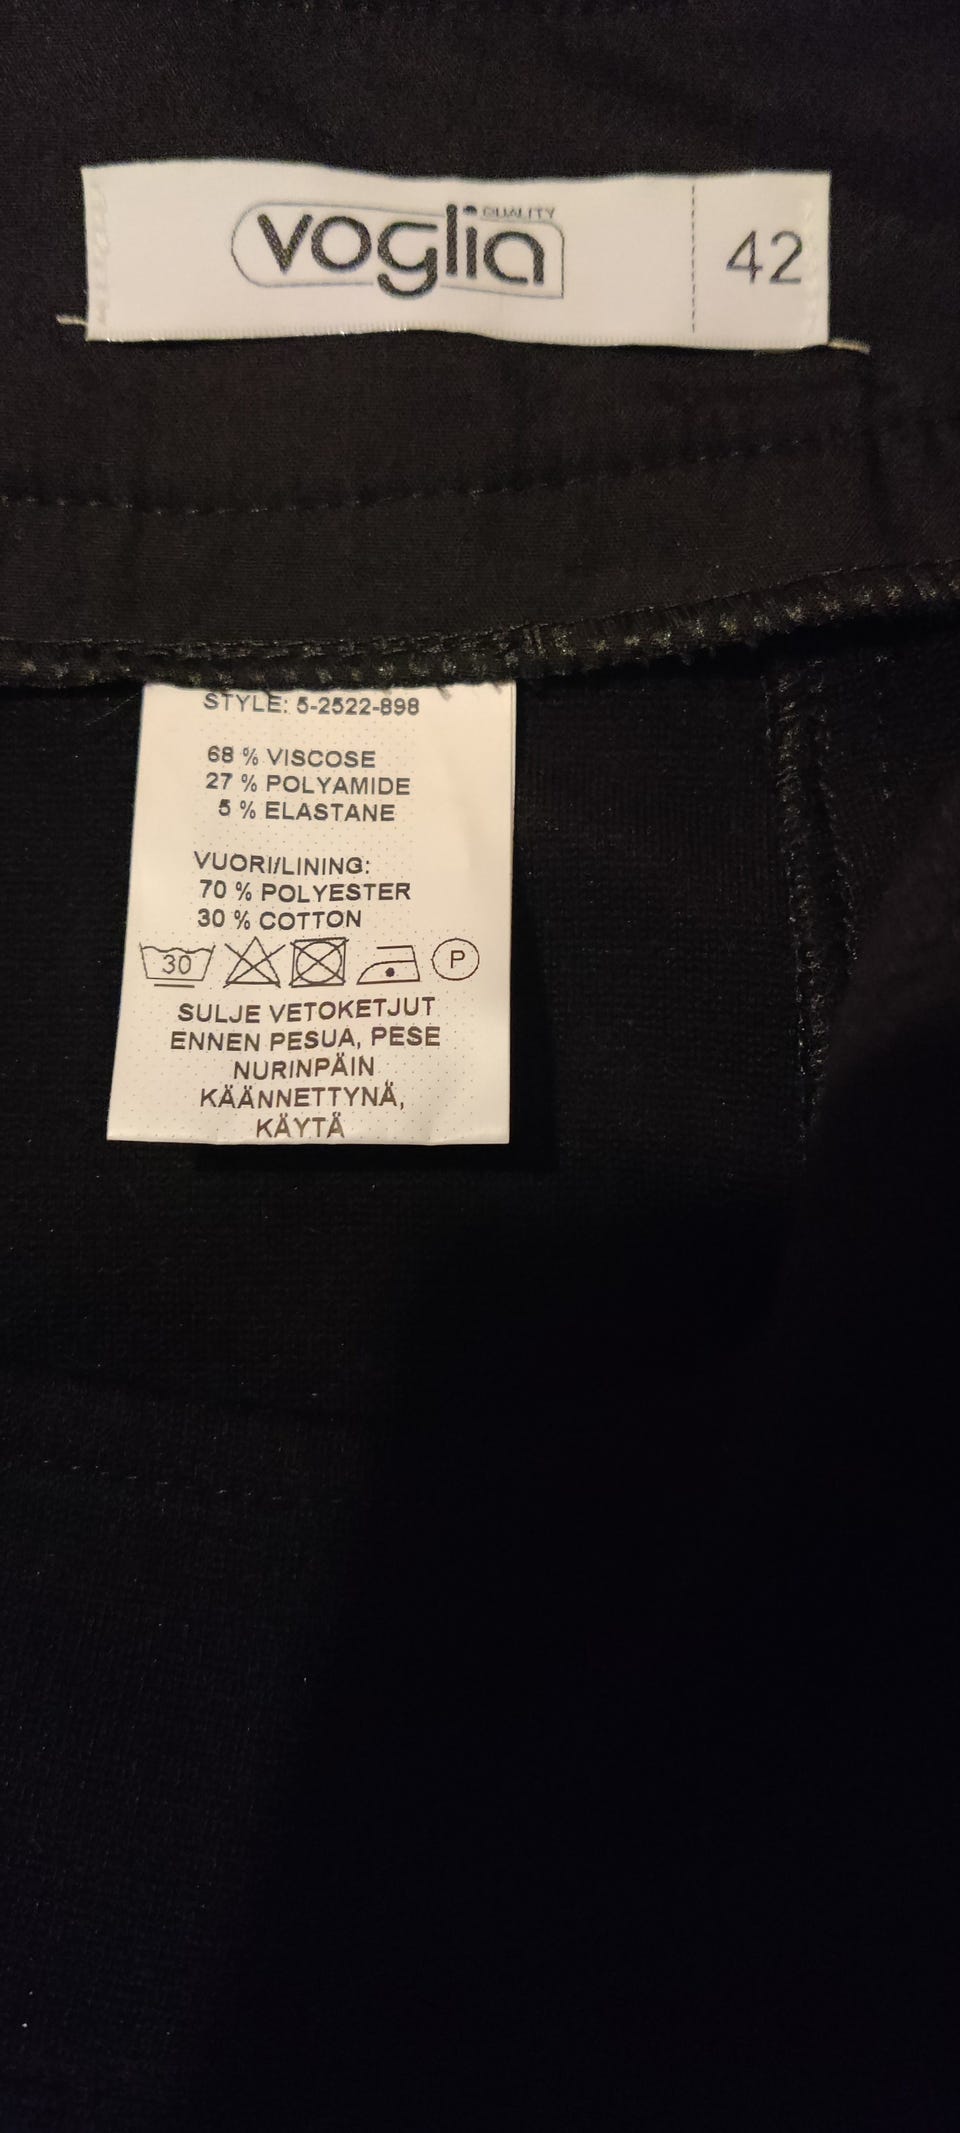 voglia QUALITY 42
STYLE: 5-2522-898
68 % VISCOSE
27 % POLYAMIDE
5 % ELASTANE
VUORI/LINING:
70 % POLYESTER
30 % COTTON
30 P
SULJE VETOKETJUT
ENNEN PESUA, PESE
NURINPÄIN
KÄÄNNETTYNÄ,
KÄYTÄ